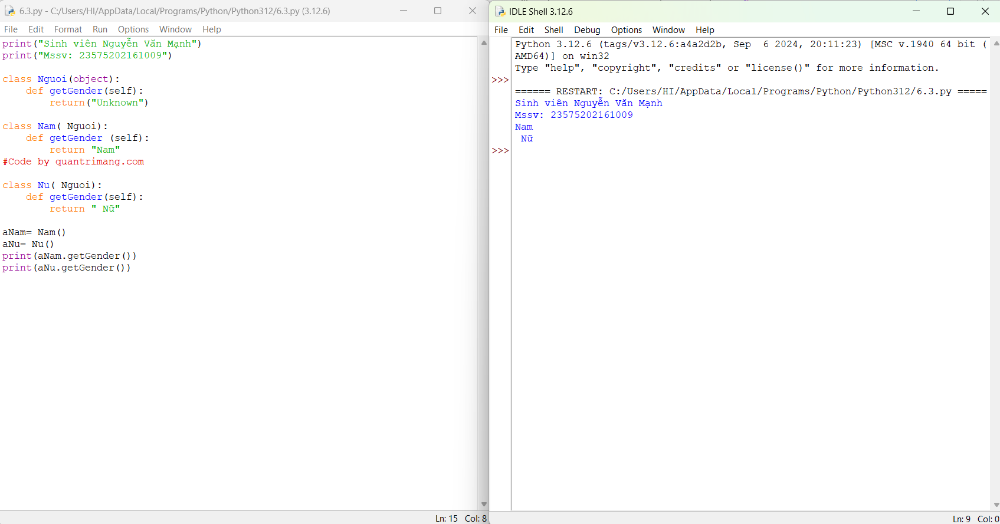 6.3.py - C:/Users/HI/AppData/Local/Programs/Python/Python312/6.3.py (3.12.6)
File Edit Format Run Options Window Help
print("Sinh viên Nguyễn Văn Mạnh")
print("Mssv: 23575202161009")
class Nguoi(object):
    def getGender(self):
        return("Unknown")
class Nam( Nguoi):
    def getGender (self):
        return "Nam"
#Code by quantrimang.com
class Nu( Nguoi):
    def getGender(self):
        return " Nữ"
aNam= Nam()
aNu= Nu()
print(aNam.getGender())
print(aNu.getGender())
Ln: 15 Col: 8
IDLE Shell 3.12.6
File Edit Shell Debug Options Window Help
Python 3.12.6 (tags/v3.12.6:a4a2d2b, Sep  6 2024, 20:11:23) [MSC v.1940 64 bit (
AMD64)] on win32
Type "help", "copyright", "credits" or "license()" for more information.
>>>
====== RESTART: C:/Users/HI/AppData/Local/Programs/Python/Python312/6.3.py =====
Sinh viên Nguyễn Văn Mạnh
Mssv: 23575202161009
Nam
 Nữ
>>>
Ln: 9 Col: 0